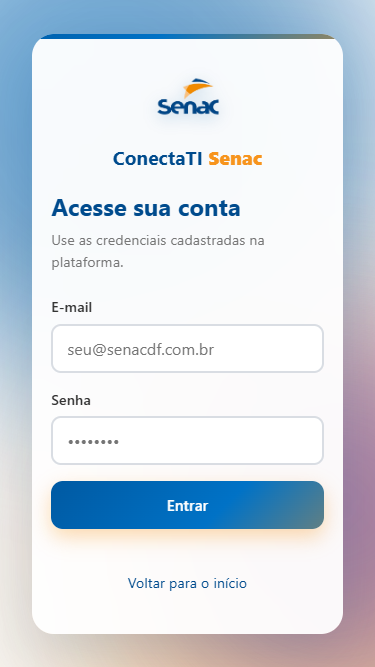 Senac
ConectaTI Senac
Acesse sua conta
Use as credenciais cadastradas na
plataforma.
E-mail
seu@senacdf.com.br
Senha
••••••••
Entrar
Voltar para o início